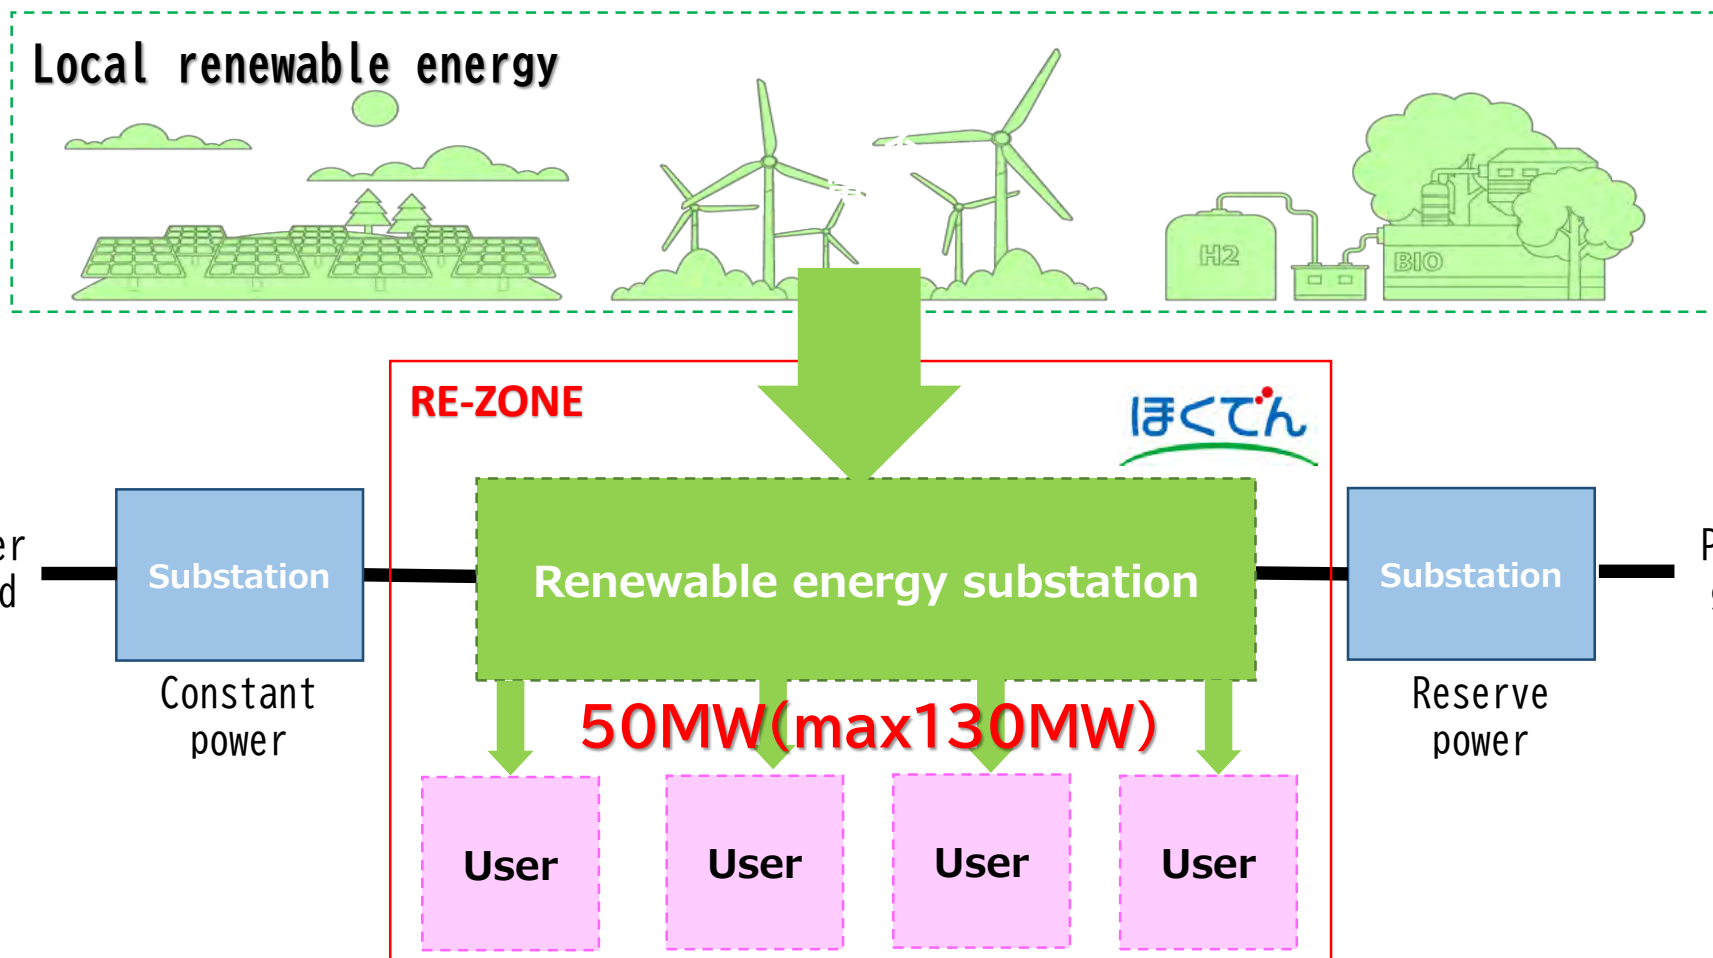 Local renewable energy
H2
BIO
RE-ZONE
ほくでん
Substation
Renewable energy substation
Substation
Constant
power
Reserve
power
50MW(max130MW)
User
User
User
User